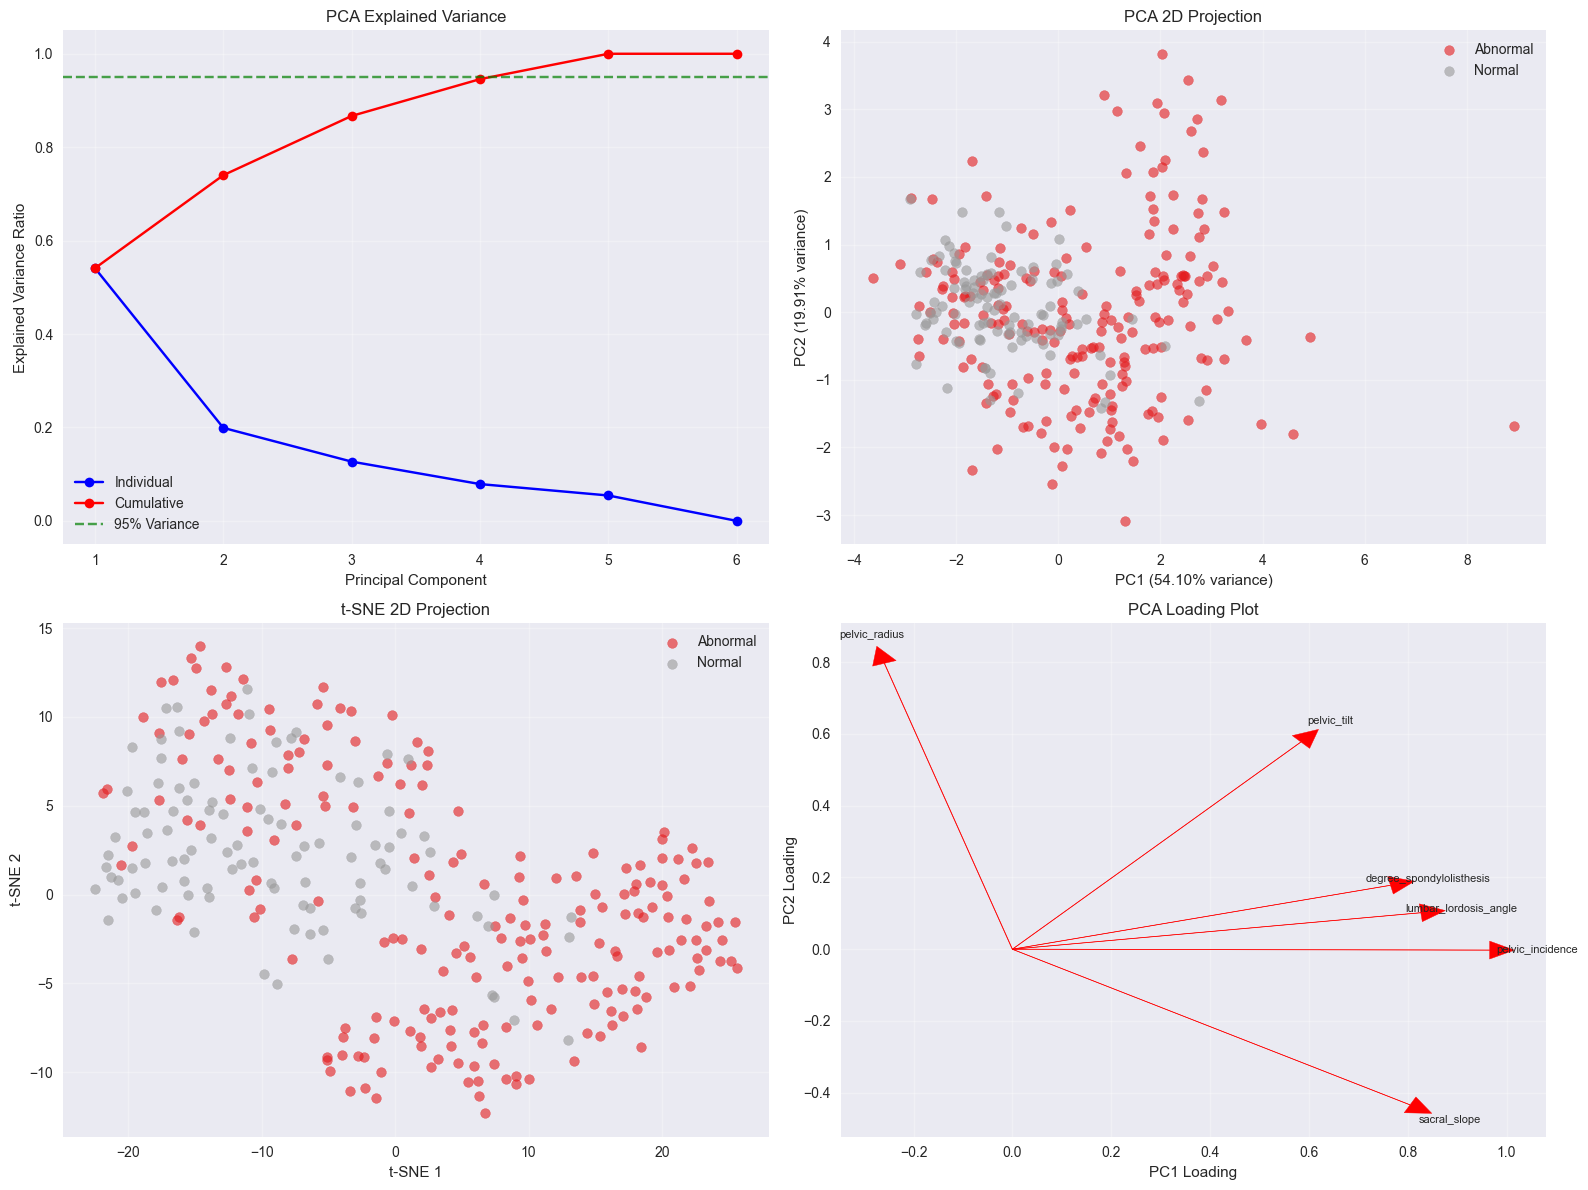 PCA Explained Variance
1.0
0.8
0.6
0.4
0.2
0.0
Explained Variance Ratio
Individual
Cumulative
95% Variance
1 2 3 4 5 6
Principal Component
PCA 2D Projection
4
3
2
1
0
−1
−2
−3
PC2 (19.91% variance)
Abnormal
Normal
−4 −2 0 2 4 6 8
PC1 (54.10% variance)
t-SNE 2D Projection
15
10
5
0
−5
−10
t-SNE 2
Abnormal
Normal
−20 −10 0 10 20
t-SNE 1
PCA Loading Plot
0.8
0.6
0.4
0.2
0.0
−0.2
−0.4
PC2 Loading
pelvic_radius
pelvic_tilt
degree_spondylolisthesis
lumbar_lordosis_angle
pelvic_incidence
sacral_slope
−0.2 0.0 0.2 0.4 0.6 0.8 1.0
PC1 Loading